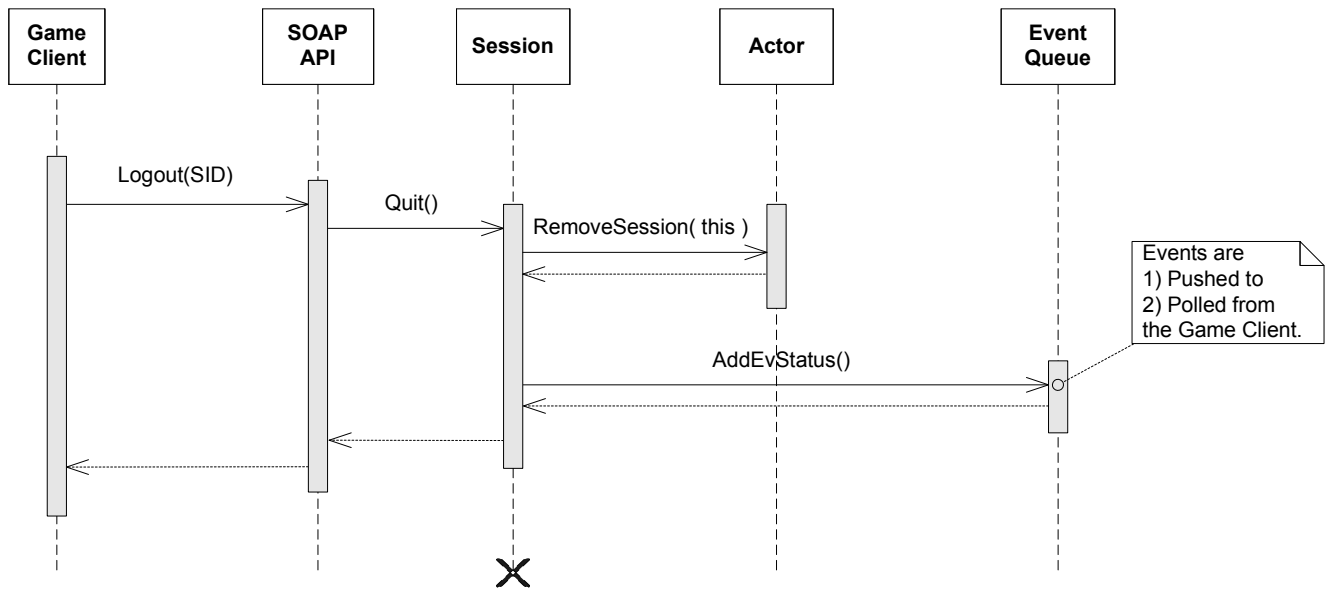 Game
Client
SOAP
API
Session
Actor
Event
Queue
Logout(SID)
Quit()
RemoveSession( this )
Events are
1) Pushed to
2) Polled from
the Game Client.
AddEvStatus()